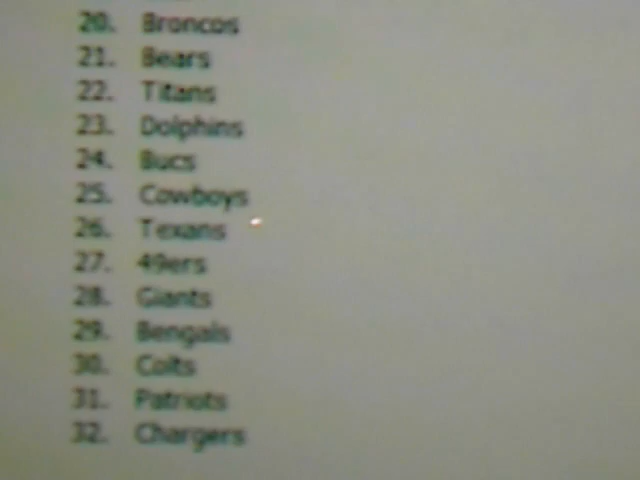 20. Broncos
21. Bears
22. Titans
23. Dolphins
24. Bucs
25. Cowboys
26. Texans
27. 49ers
28. Giants
29. Bengals
30. Colts
31. Patriots
32. Chargers